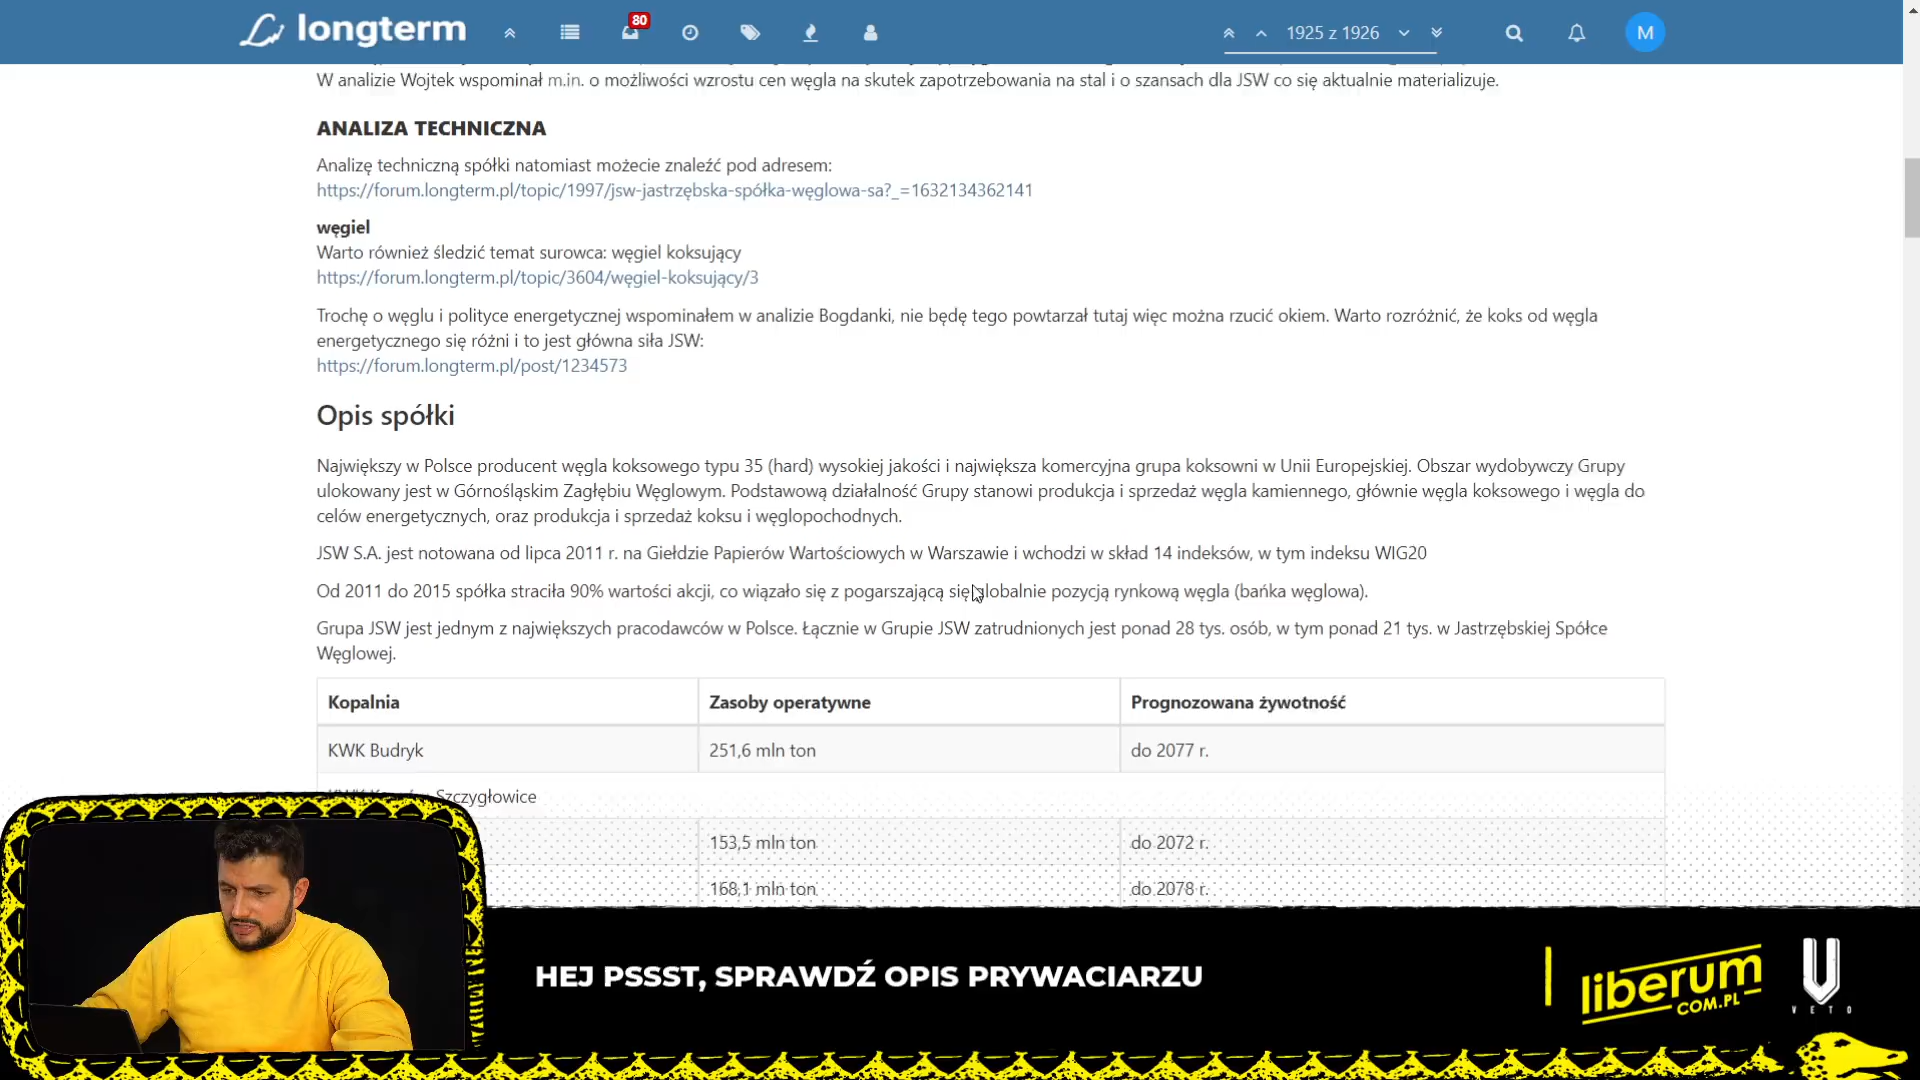 longterm
80
1925 z 1926
M
W analizie Wojtek wspominał m.in. o możliwości wzrostu cen węgla na skutek zapotrzebowania na stal i o szansach dla JSW co się aktualnie materializuje.
ANALIZA TECHNICZNA
Analizę techniczną spółki natomiast możecie znaleźć pod adresem:
https://forum.longterm.pl/topic/1997/jsw-jastrzębska-spółka-węglowa-sa?_=1632134362141
węgiel
Warto również śledzić temat surowca: węgiel koksujący
https://forum.longterm.pl/topic/3604/węgiel-koksujący/3
Trochę o węglu i polityce energetycznej wspominałem w analizie Bogdanki, nie będę tego powtarzał tutaj więc można rzucić okiem. Warto rozróżnić, że koks od węgla
energetycznego się różni i to jest główna siła JSW:
https://forum.longterm.pl/post/1234573
Opis spółki
Największy w Polsce producent węgla koksowego typu 35 (hard) wysokiej jakości i największa komercyjna grupa koksowni w Unii Europejskiej. Obszar wydobywczy Grupy
ulokowany jest w Górnośląskim Zagłębiu Węglowym. Podstawową działalność Grupy stanowi produkcja i sprzedaż węgla kamiennego, głównie węgla koksowego i węgla do
celów energetycznych, oraz produkcja i sprzedaż koksu i węglopochodnych.
JSW S.A. jest notowana od lipca 2011 r. na Giełdzie Papierów Wartościowych w Warszawie i wchodzi w skład 14 indeksów, w tym indeksu WIG20
Od 2011 do 2015 spółka straciła 90% wartości akcji, co wiązało się z pogarszającą się globalnie pozycją rynkową węgla (bańka węglowa).
Grupa JSW jest jednym z największych pracodawców w Polsce. Łącznie w Grupie JSW zatrudnionych jest ponad 28 tys. osób, w tym ponad 21 tys. w Jastrzębskiej Spółce
Węglowej.
Kopalnia Zasoby operatywne Prognozowana żywotność
KWK Budryk 251,6 mln ton do 2077 r.
Szczygłowice
153,5 mln ton do 2072 r.
168,1 mln ton do 2078 r.
HEJ PSSST, SPRAWDŹ OPIS PRYWACIARZU
liberum
COM.PL
VETO